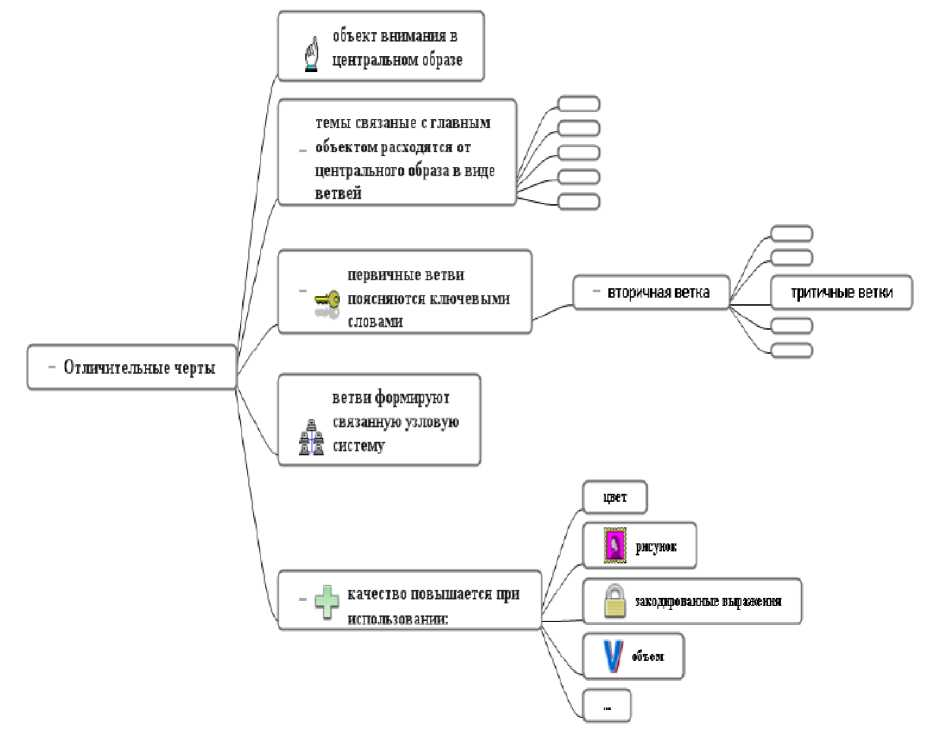 объект внимания в
центральном образе
темы связаные с главным
объектом расходятся от
центрального образа в виде
ветвей
первичные ветви
поясняются ключевыми
словами
вторичная ветка
тритичные ветки
Отличительные черты
ветви формируют
связанную узловую
систему
качество повышается при
использовании:
цвет
рисунок
закодированные выражения
объем
...